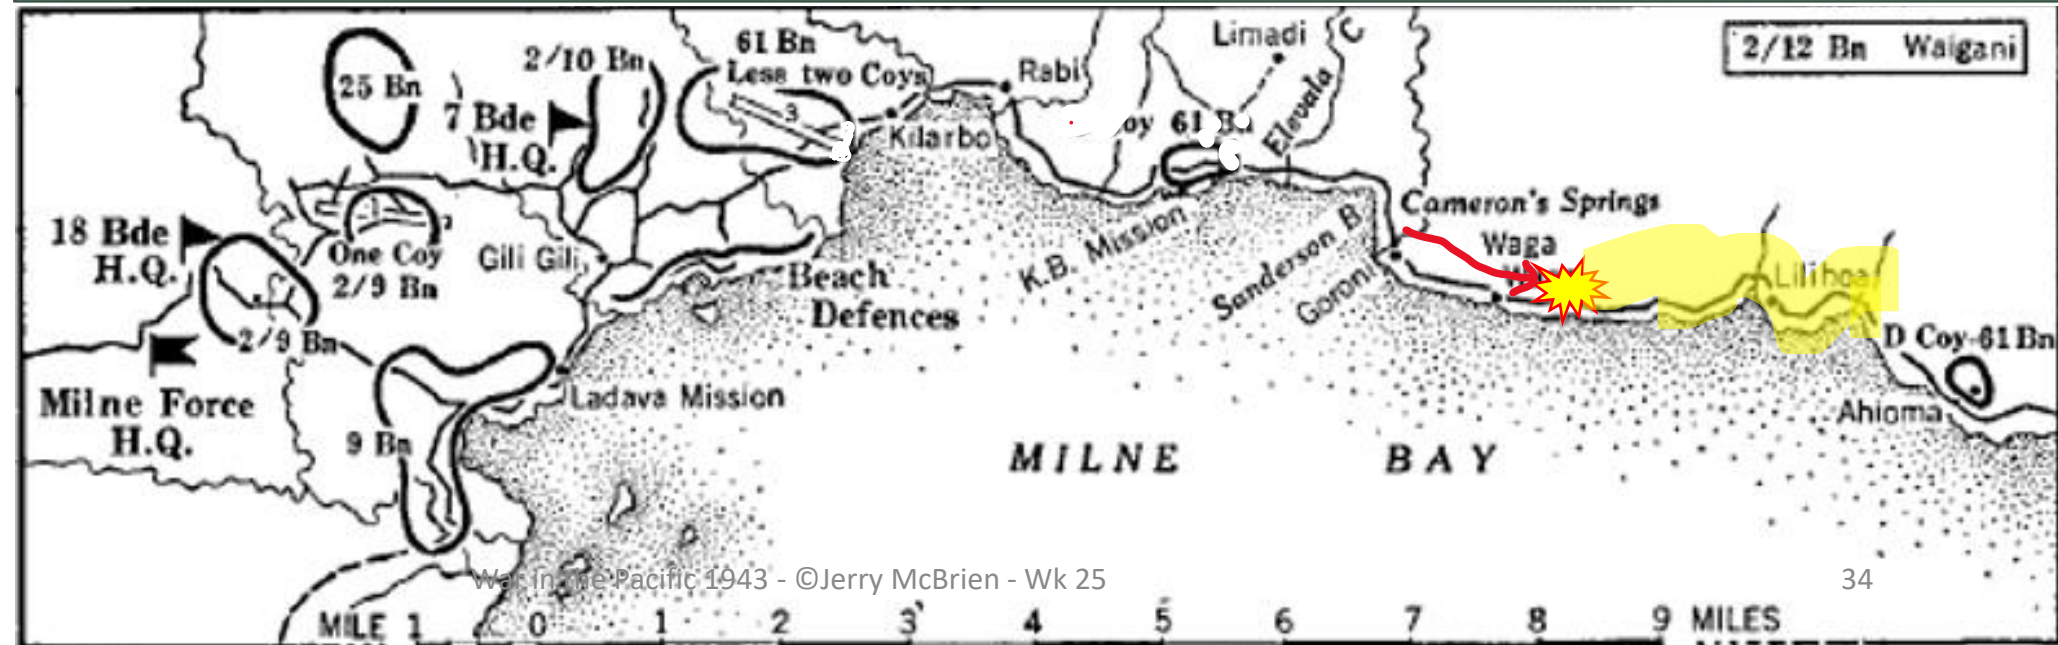 61 Bn
Less two Coys
2/10 Bn
25 Bn
7 Bde
H.Q.
3
Rabi
Kilarbo
Limadi
Elevala C
2/12 Bn Waigani
oy 61 Bn
K.B. Mission
Sanderson B.
Goroni
Cameron's Springs
Waga
Lilihoa
18 Bde
H.Q.
1
One Coy
2/9 Bn
Gili Gili
Beach
Defences
2/9 Bn
D Coy-61 Bn
Ahioma
Milne Force
H.Q.
Ladava Mission
9 Bn
MILNE BAY
War in the Pacific 1943 - ©Jerry McBrien - Wk 25
34
MILE 1 0 1 2 3 4 5 6 7 8 9 MILES